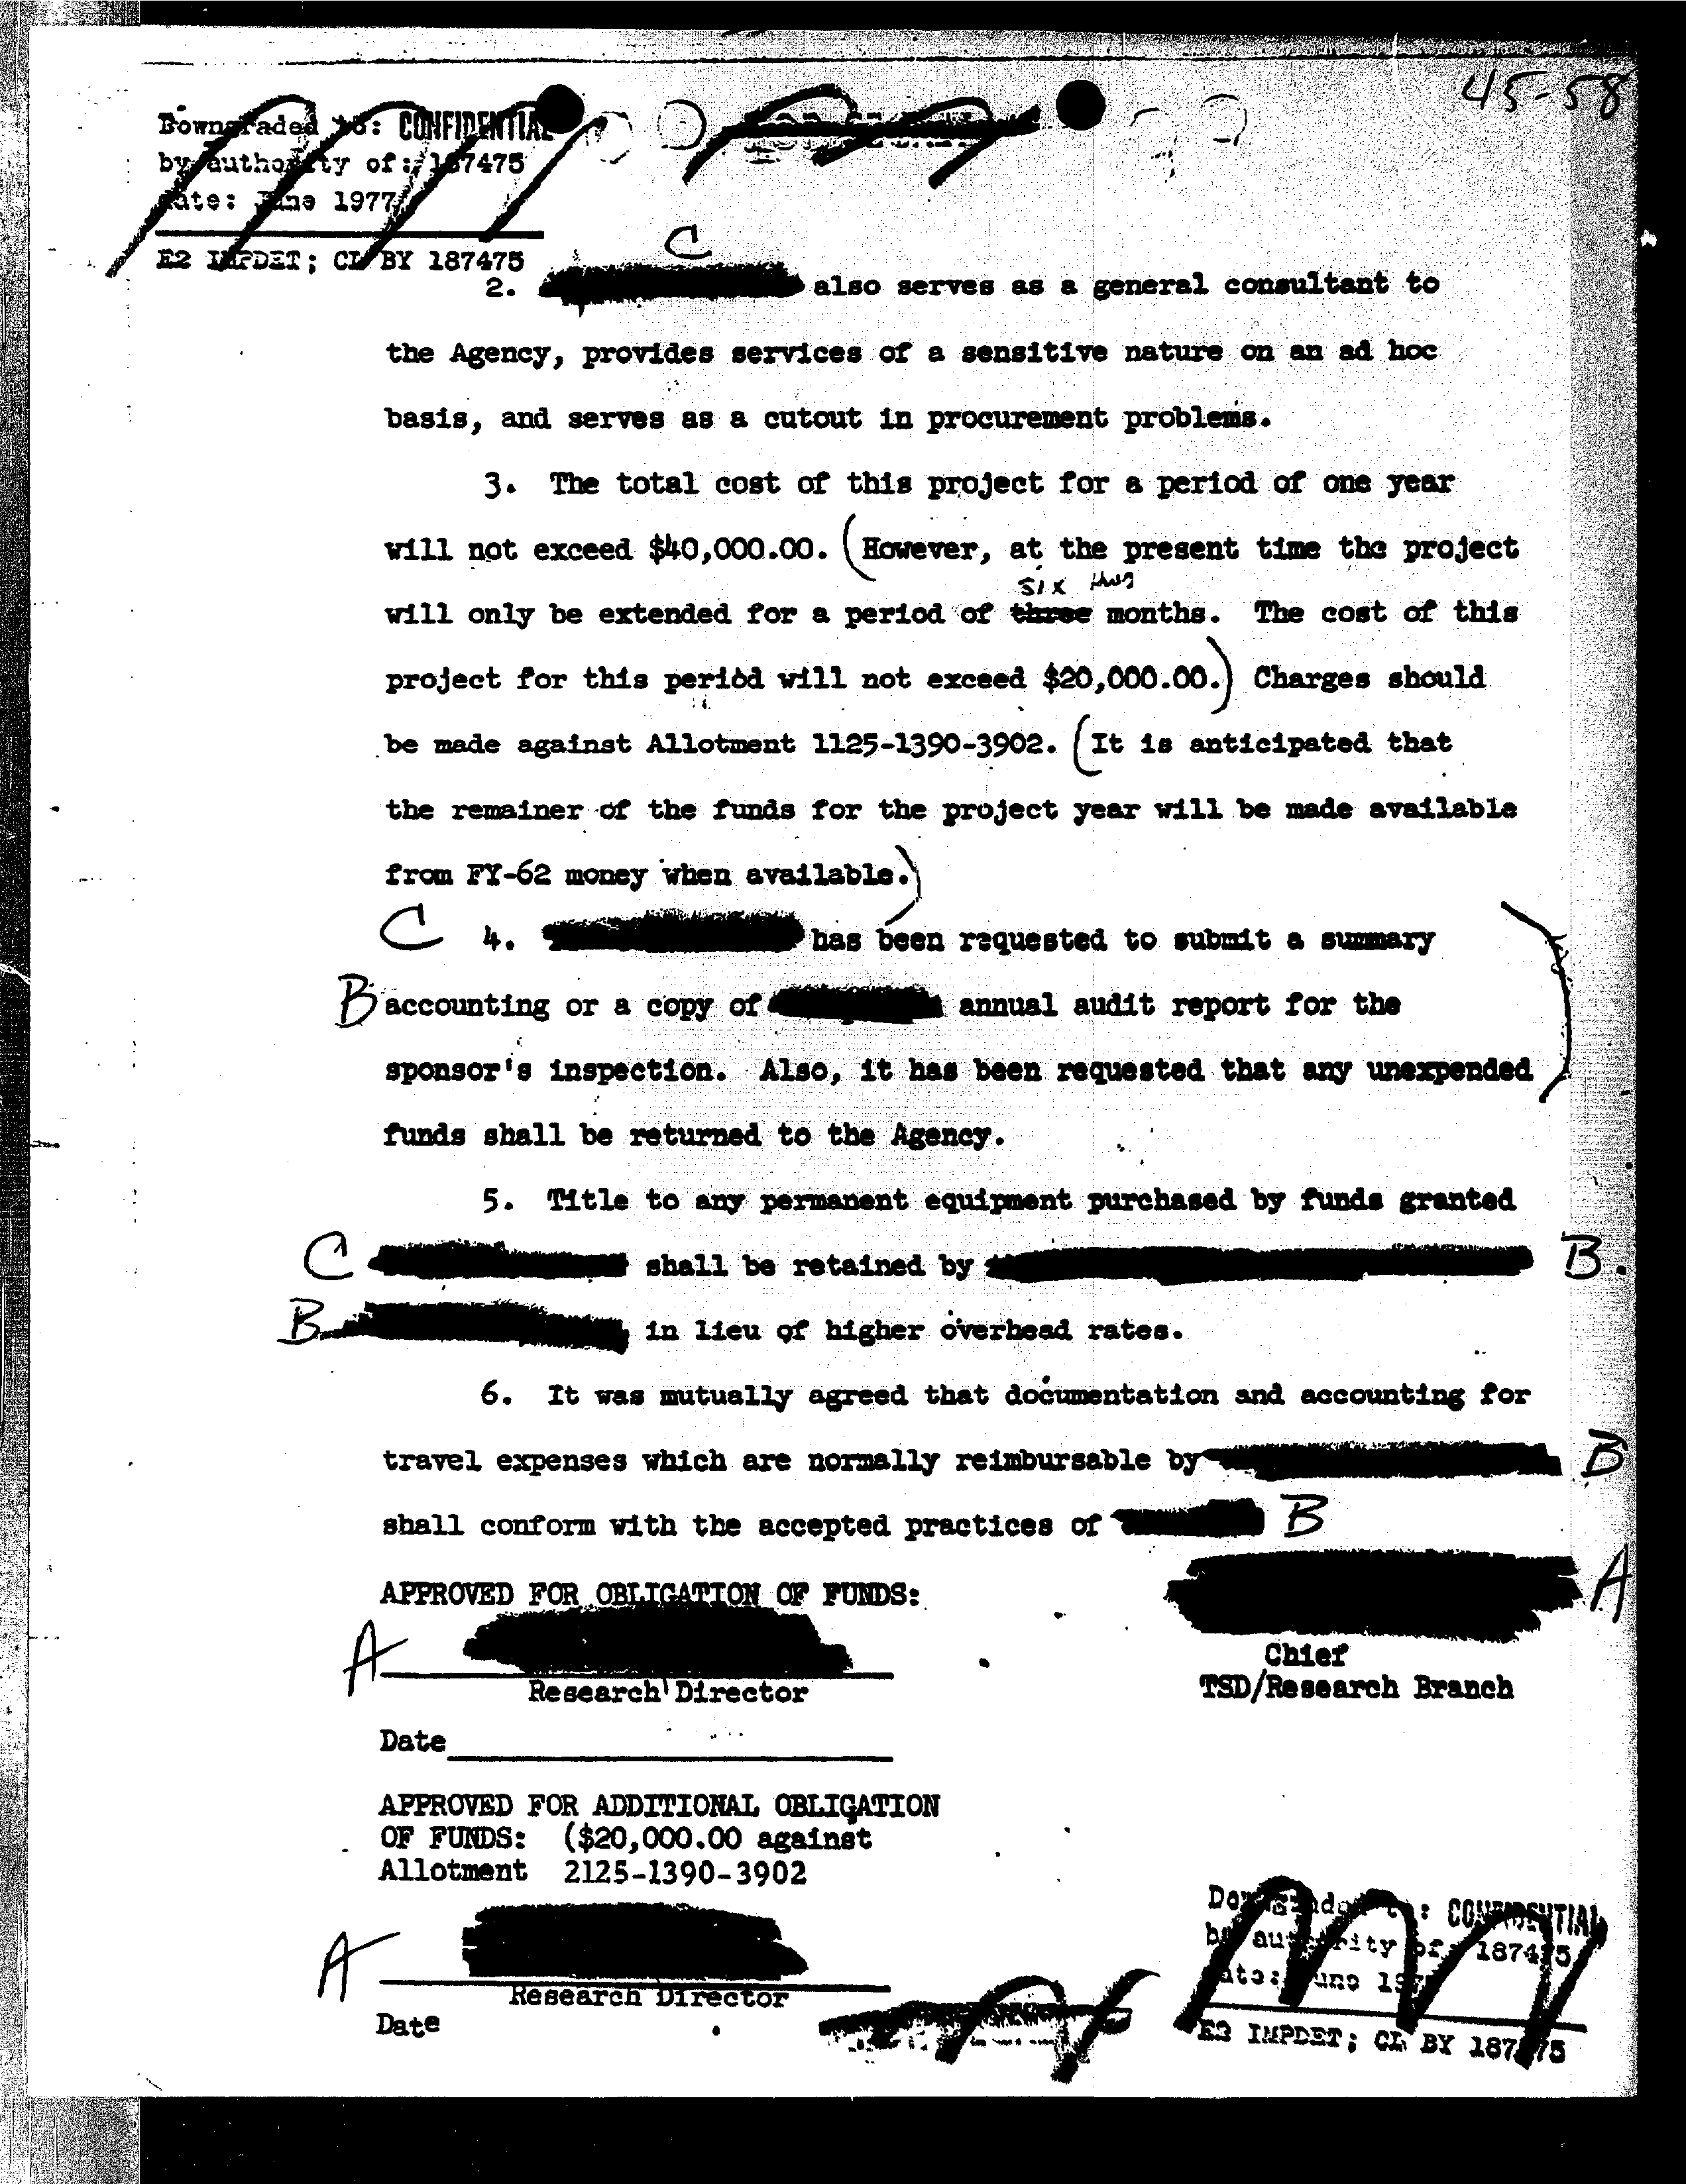 45-58
Downgraded to: CONFIDENTIAL
by authority of: 187475
date: June 1977
E2 IMPDET; CL BY 187475
C
2. also serves as a general consultant to
the Agency, provides services of a sensitive nature on an ad hoc
basis, and serves as a cutout in procurement problems.
3. The total cost of this project for a period of one year
will not exceed $40,000.00. (However, at the present time the project
six
will only be extended for a period of three months. The cost of this
project for this period will not exceed $20,000.00.) Charges should
be made against Allotment 1125-1390-3902. (It is anticipated that
the remainer of the funds for the project year will be made available
from FY-62 money when available.)
C 4. has been requested to submit a summary
B accounting or a copy of annual audit report for the
sponsor's inspection. Also, it has been requested that any unexpended
funds shall be returned to the Agency.
5. Title to any permanent equipment purchased by funds granted
C shall be retained by B.
B in lieu of higher overhead rates.
6. It was mutually agreed that documentation and accounting for
travel expenses which are normally reimbursable by B
shall conform with the accepted practices of B
APPROVED FOR OBLIGATION OF FUNDS:
A
A
Chief
Research Director
TSD/Research Branch
Date
APPROVED FOR ADDITIONAL OBLIGATION
OF FUNDS: ($20,000.00 against
Allotment 2125-1390-3902
A
Research Director
Date
Downgraded to: CONFIDENTIAL
by authority of: 187475
date: June 1977
E2 IMPDET; CL BY 187475